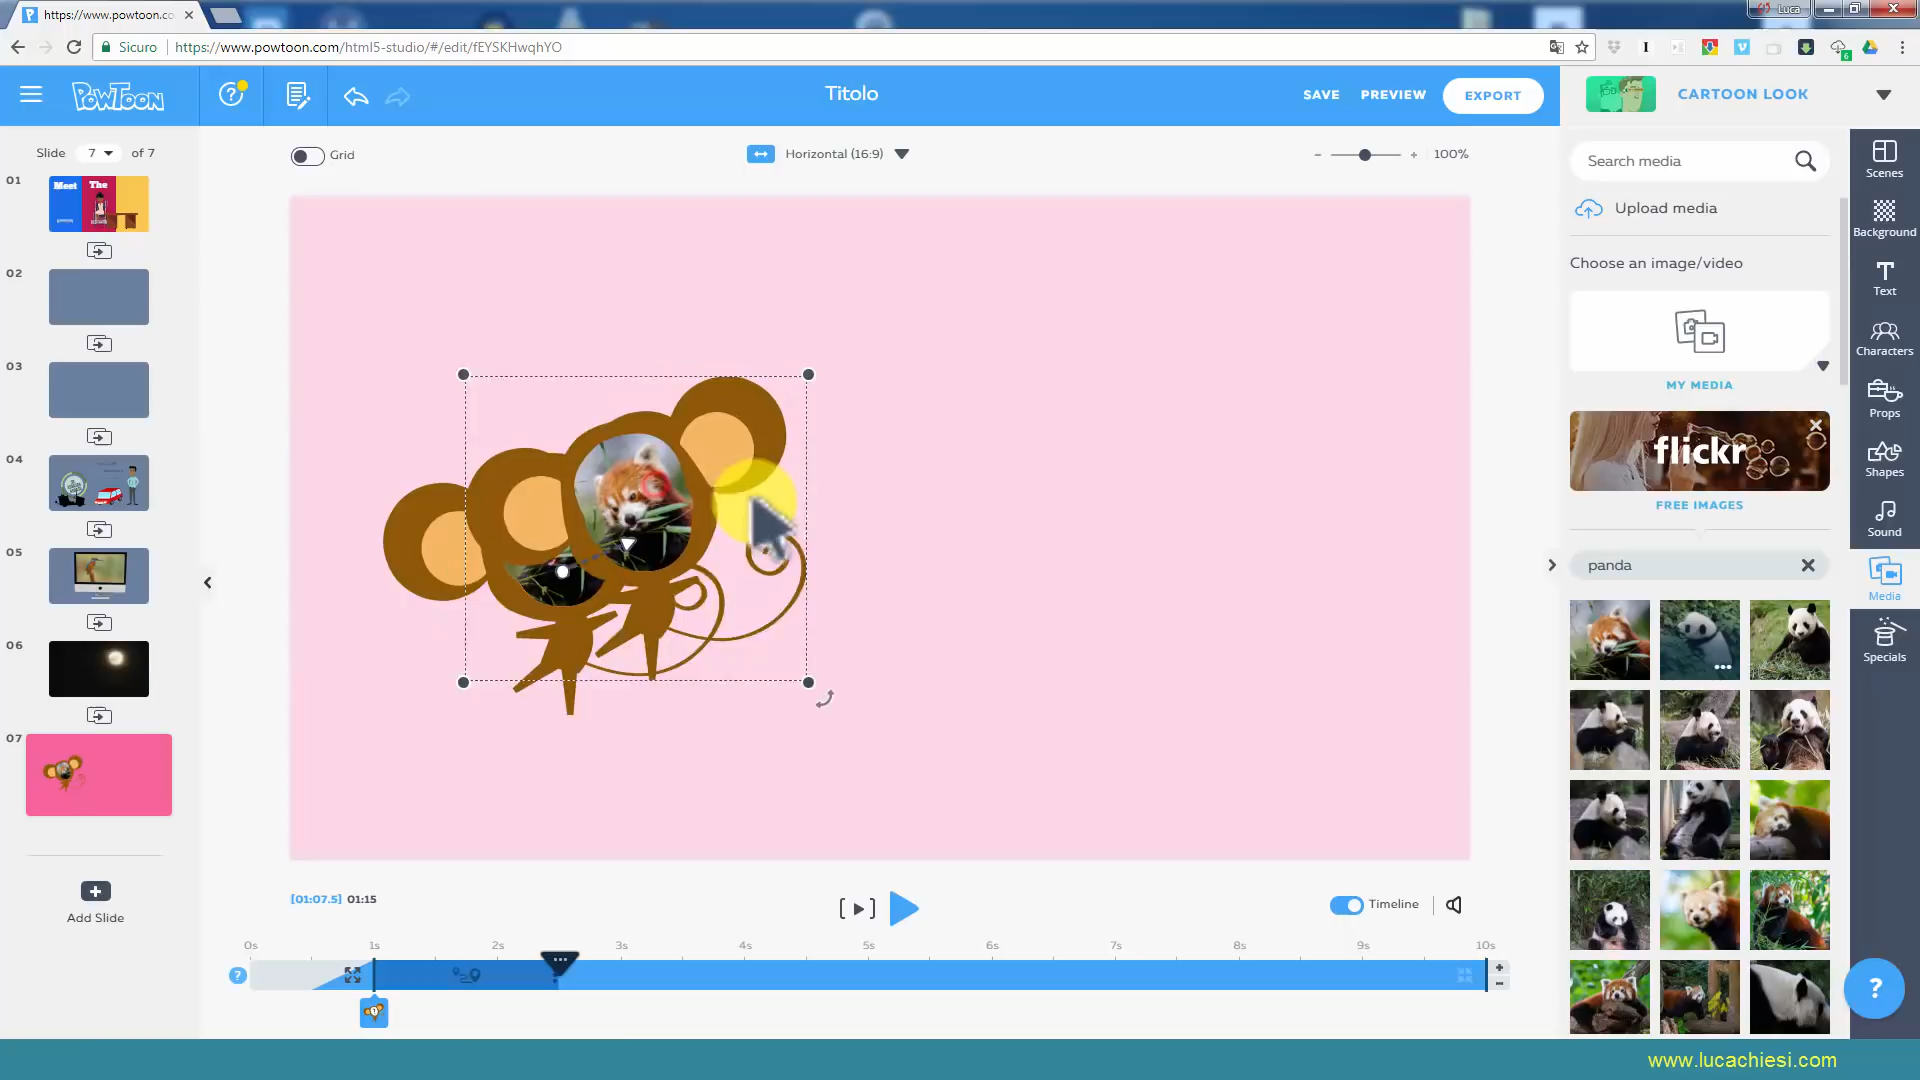 https://www.powtoon.co
Luca
Sicuro
https://www.powtoon.com/html5-studio/#/edit/fEYSKHwqhYO
6
POWTOON
?
Titolo
SAVE
PREVIEW
EXPORT
CARTOON LOOK
Slide 7 of 7
Grid
Horizontal (16:9)
- + 100%
Search media
Upload media
Choose an image/video
MY MEDIA
flickr
FREE IMAGES
panda
Scenes
Background
Text
Characters
Props
Shapes
Sound
Media
Specials
01
Meet The
02
03
04
05
06
07
Add Slide
[01:07.5] 01:15
Timeline
0s 1s 2s 3s 4s 5s 6s 7s 8s 9s 10s
?
+
-
?
www.lucachiesi.com